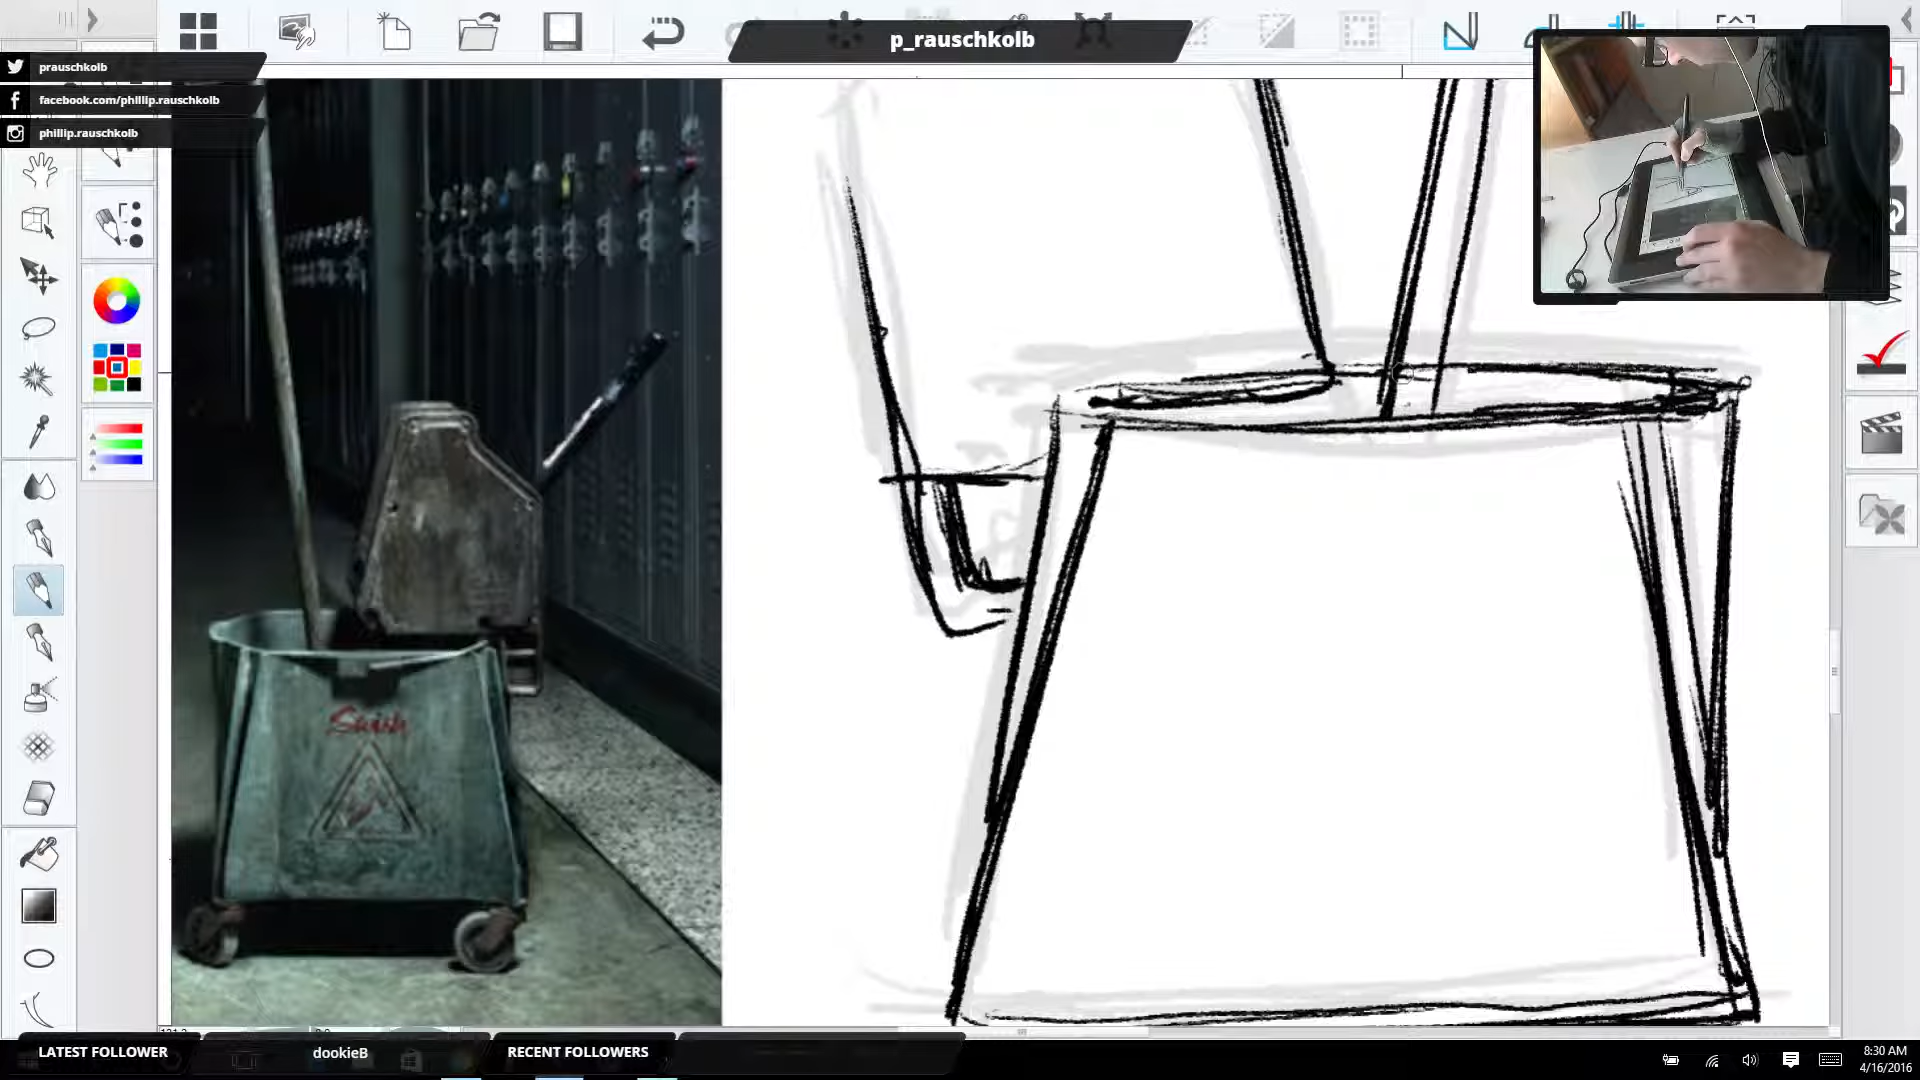 p_rauschkolb
prauschkolb
facebook.com/phillip.rauschkolb
phillip.rauschkolb
LATEST FOLLOWER
dookieB
RECENT FOLLOWERS
8:30 AM
4/16/2016